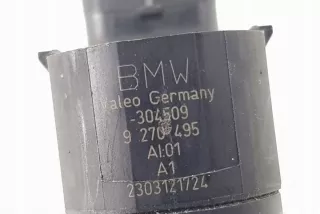 BMW
Valeo Germany
-304509
9 270 495
AI:01
A1
2303121724